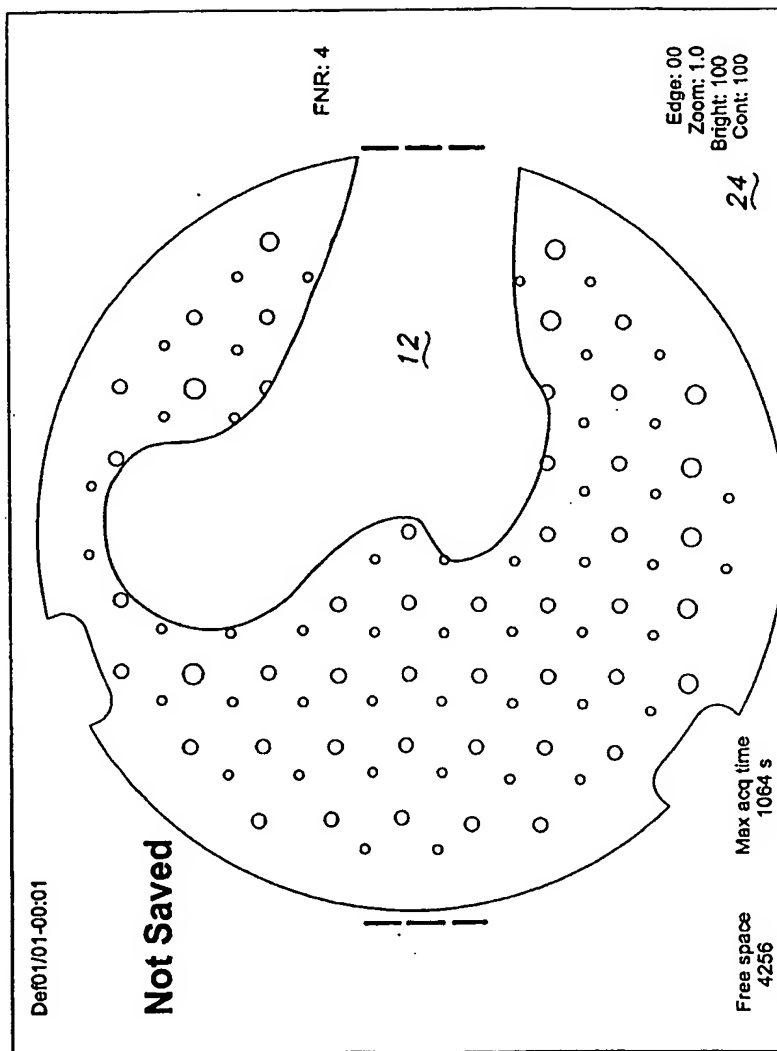 Def01/01-00:01
FNR: 4
Not Saved
12
Edge: 00
Zoom: 1.0
Bright: 100
Cont: 100
24
Free space
4256
Max acq time
1064 s